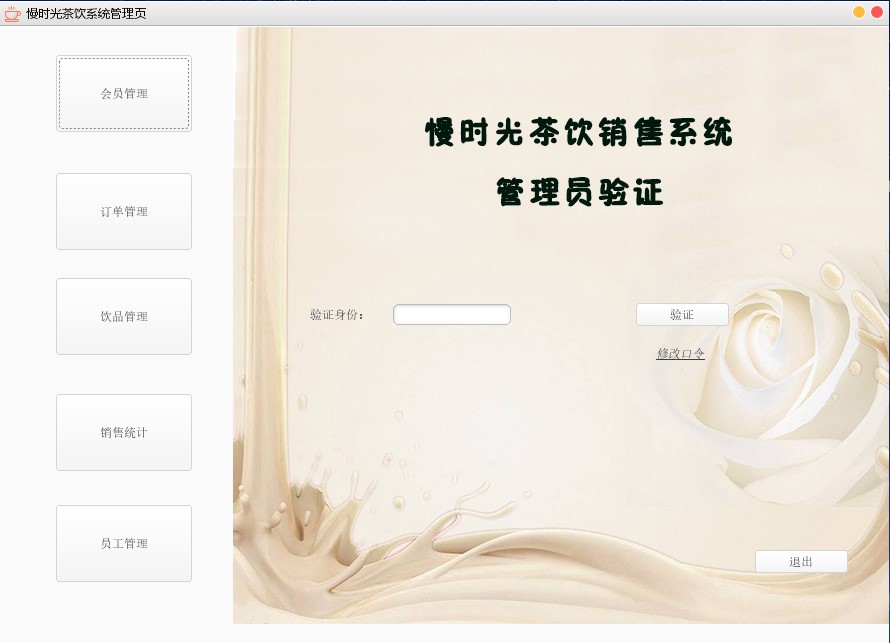 慢时光茶饮系统管理页
会员管理
订单管理
饮品管理
销售统计
员工管理
慢时光茶饮销售系统
管理员验证
验证身份：
验证
修改口令
退出